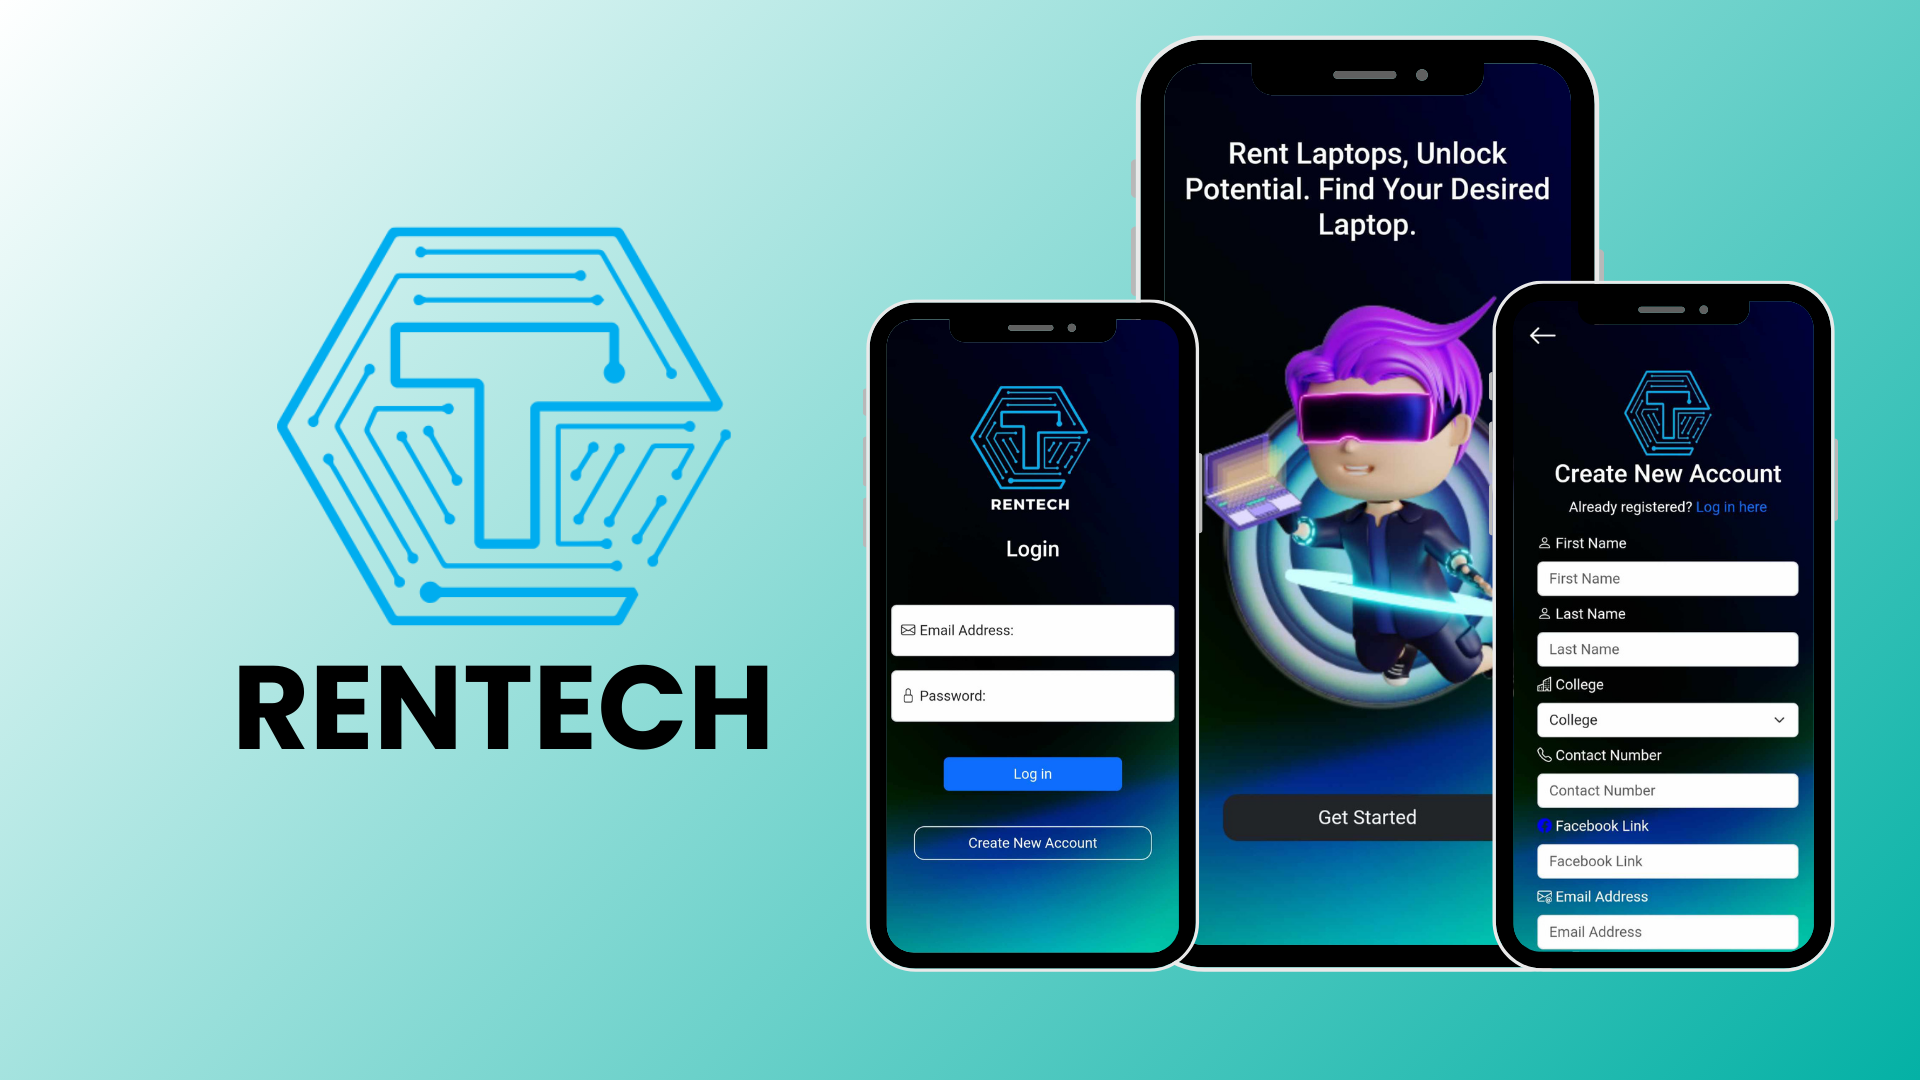 RENTECH
RENTECH
Login
Email Address:
Password:
Log in
Create New Account
Rent Laptops, Unlock
Potential. Find Your Desired
Laptop.
Get Started
Create New Account
Already registered? Log in here
First Name
First Name
Last Name
Last Name
College
College
Contact Number
Contact Number
Facebook Link
Facebook Link
Email Address
Email Address